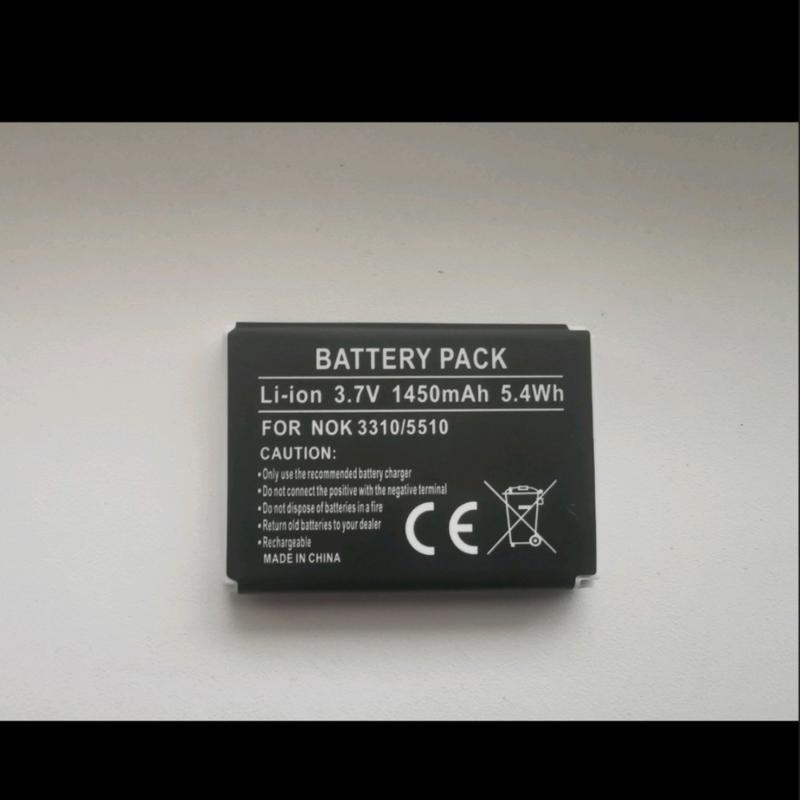 BATTERY PACK
Li-ion 3.7V 1450mAh 5.4Wh
FOR NOK 3310/5510
CAUTION:
•Only use the recommended battery charger
•Do not connect the positive with the negative terminal
•Do not dispose of batteries in a fire
•Return old batteries to your dealer
•Rechargeable
MADE IN CHINA
CE